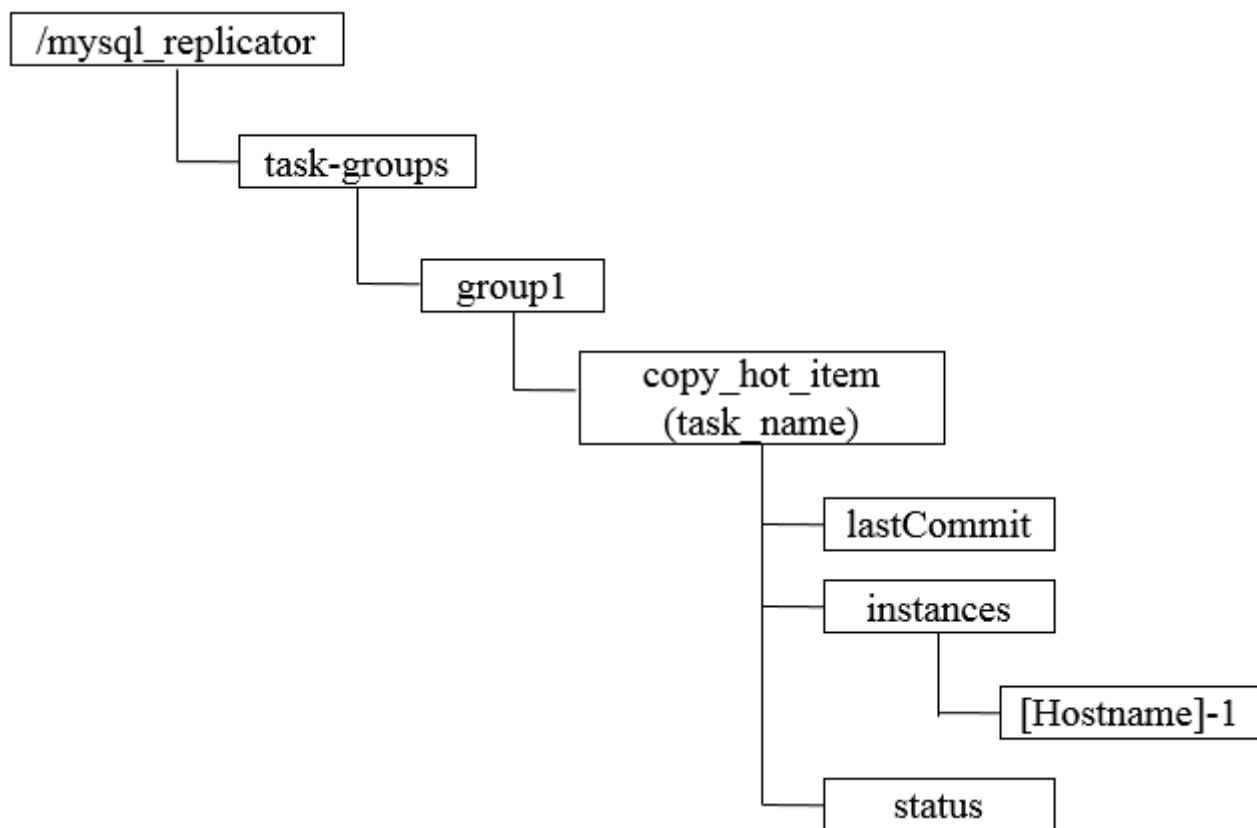 /mysql_replicator
task-groups
group1
copy_hot_item
(task_name)
lastCommit
instances
[Hostname]-1
status